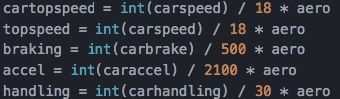 cartopspeed = int(carspeed) / 18 * aero
topspeed = int(carspeed) / 18 * aero
braking = int(carbrake) / 500 * aero
accel = int(caraccel) / 2100 * aero
handling = int(carhandling) / 30 * aero